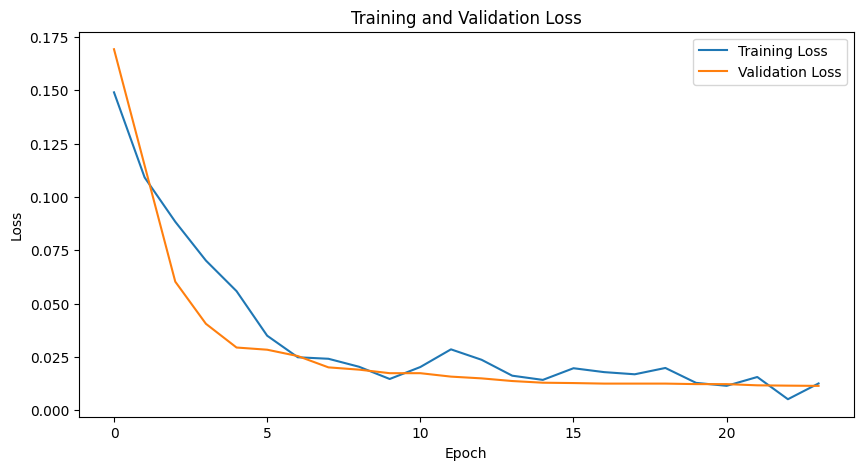 Training and Validation Loss
Training Loss
Validation Loss
Loss
0.175
0.150
0.125
0.100
0.075
0.050
0.025
0.000
0 5 10 15 20
Epoch